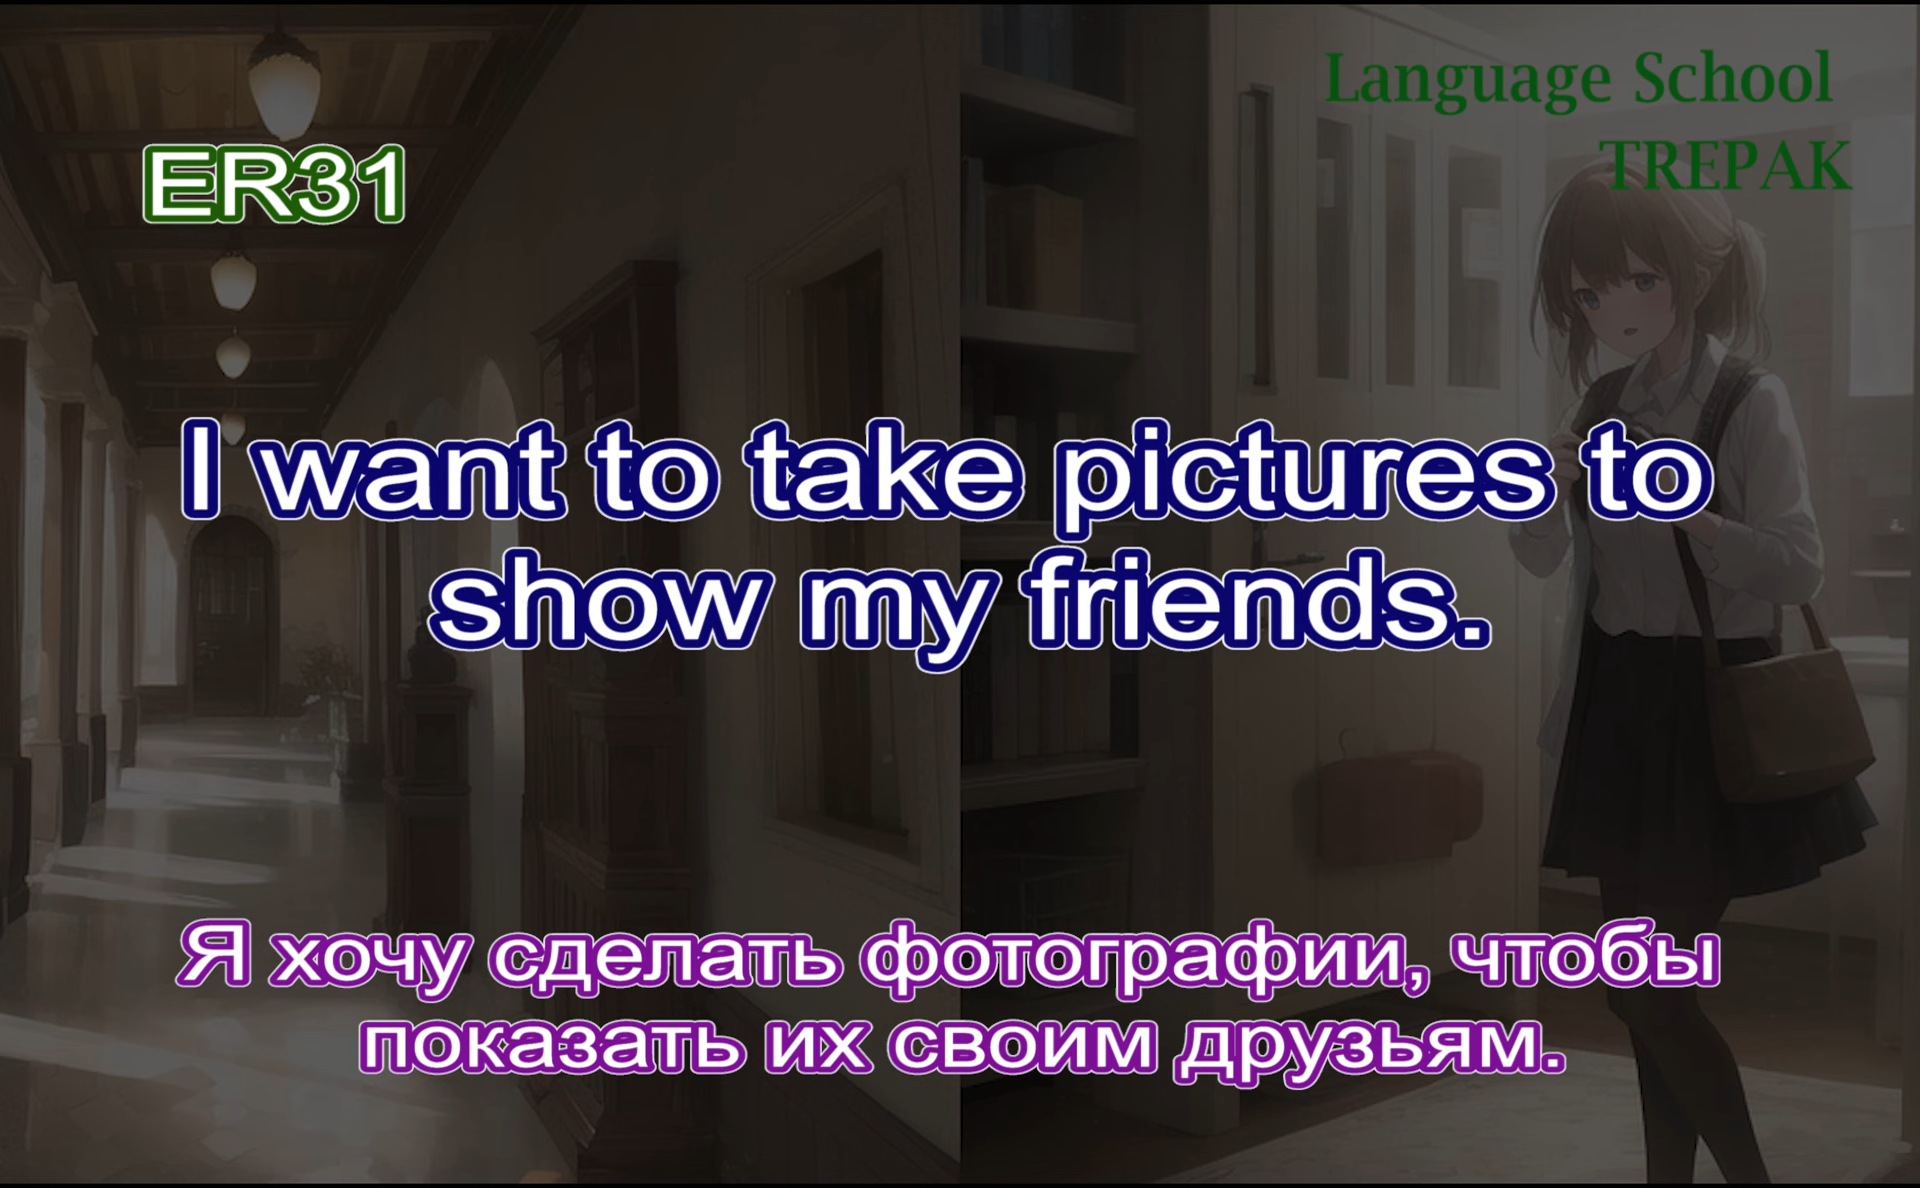 Language School
TREPAK
ER31
I want to take pictures to
show my friends.
Я хочу сделать фотографии, чтобы
показать их своим друзьям.